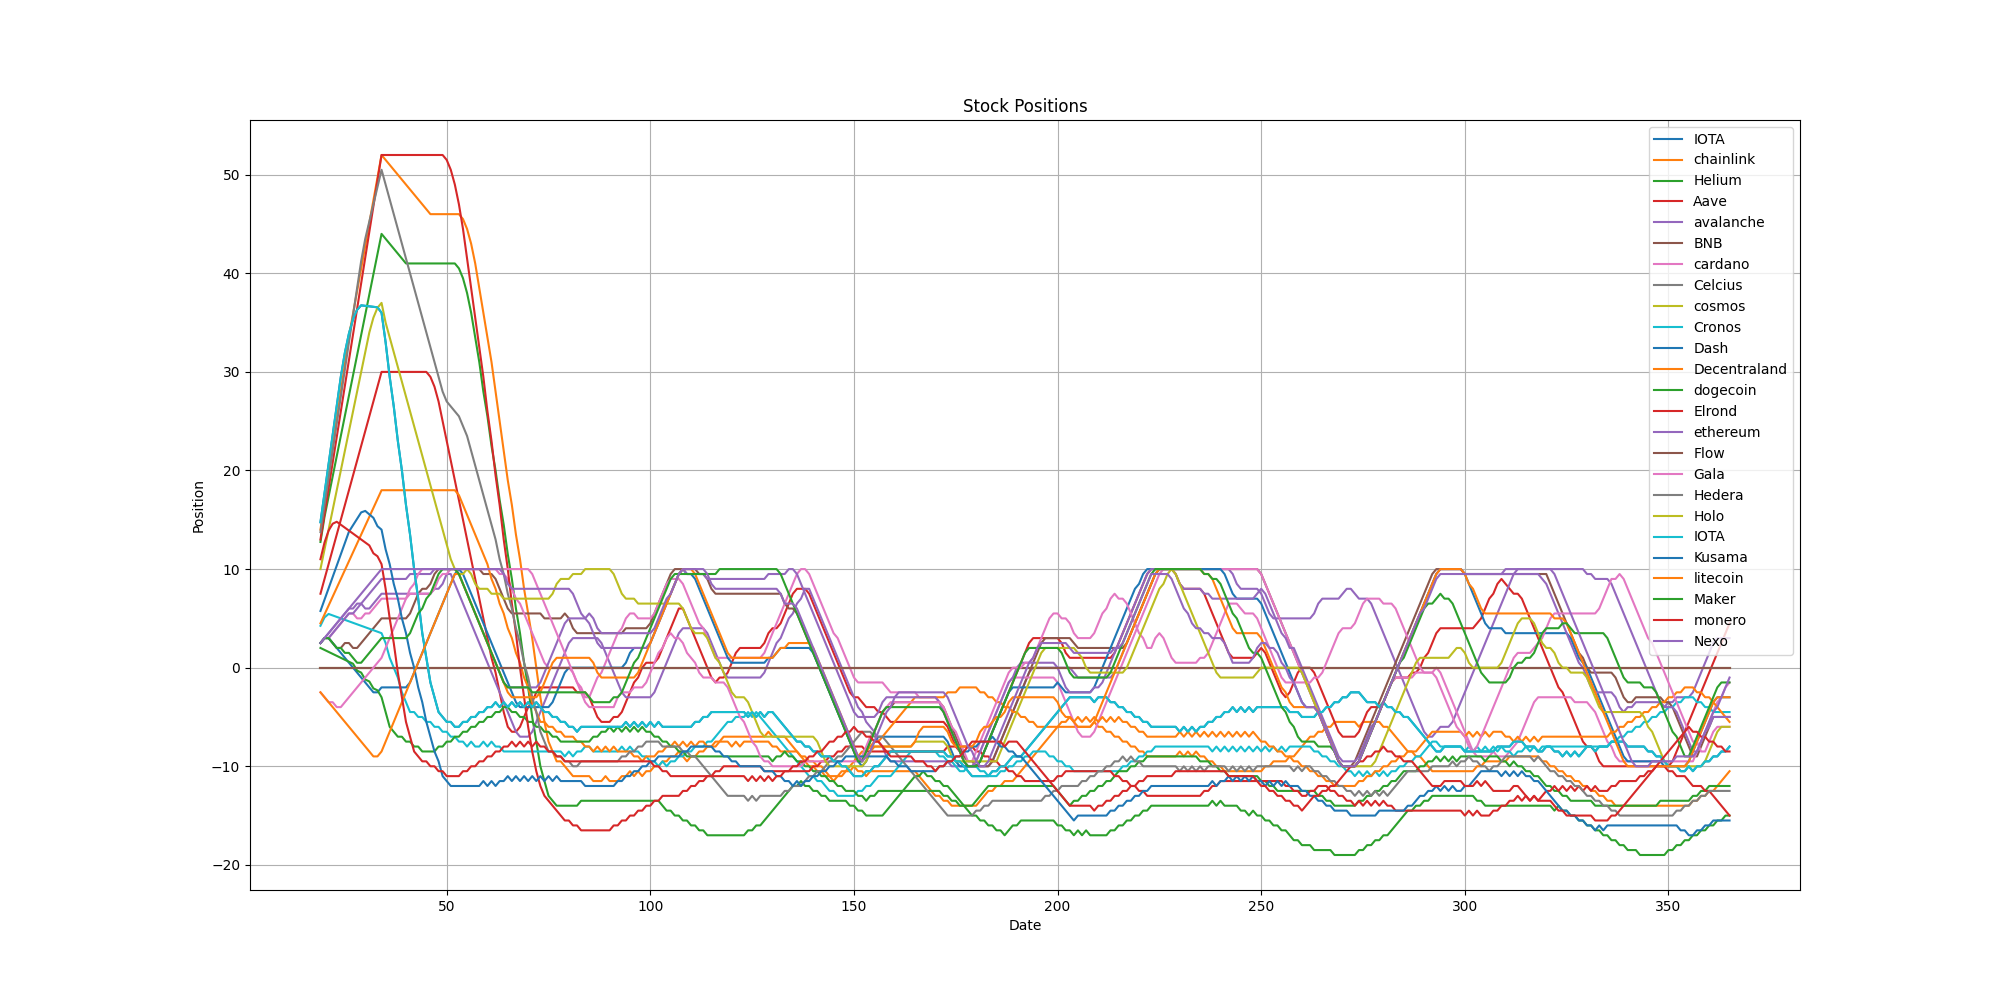 Stock Positions
IOTA
chainlink
Helium
Aave
avalanche
BNB
cardano
Celcius
cosmos
Cronos
Dash
Decentraland
dogecoin
Elrond
ethereum
Flow
Gala
Hedera
Holo
IOTA
Kusama
litecoin
Maker
monero
Nexo
50
40
30
20
10
0
−10
−20
Position
50 100 150 200 250 300 350
Date